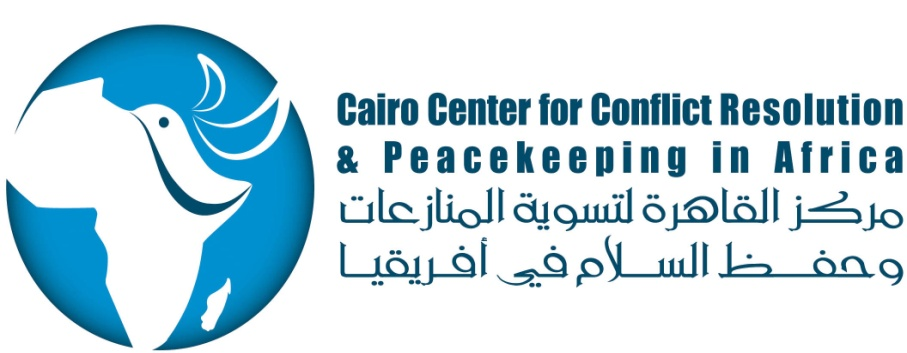 Cairo Center for Conflict Resolution
& Peacekeeping in Africa
مركز القاهرة لتسوية المنازعات
وحفظ السلام في أفريقيا